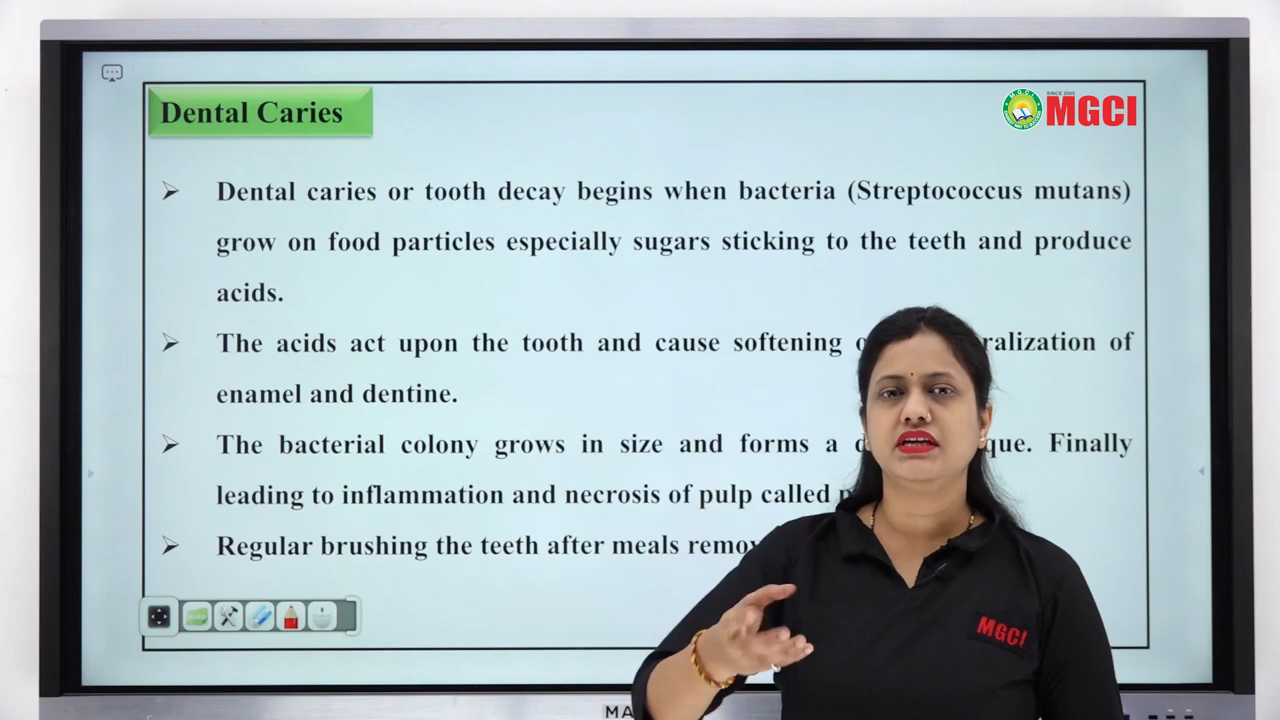 Dental Caries
SINCE 2005
MGCI
Dental caries or tooth decay begins when bacteria (Streptococcus mutans)
grow on food particles especially sugars sticking to the teeth and produce
acids.
The acids act upon the tooth and cause softening
of
enamel and dentine.
The bacterial colony grows in size and forms a
Finally
leading to inflammation and necrosis of pulp called
Regular brushing the teeth after meals
MGCI